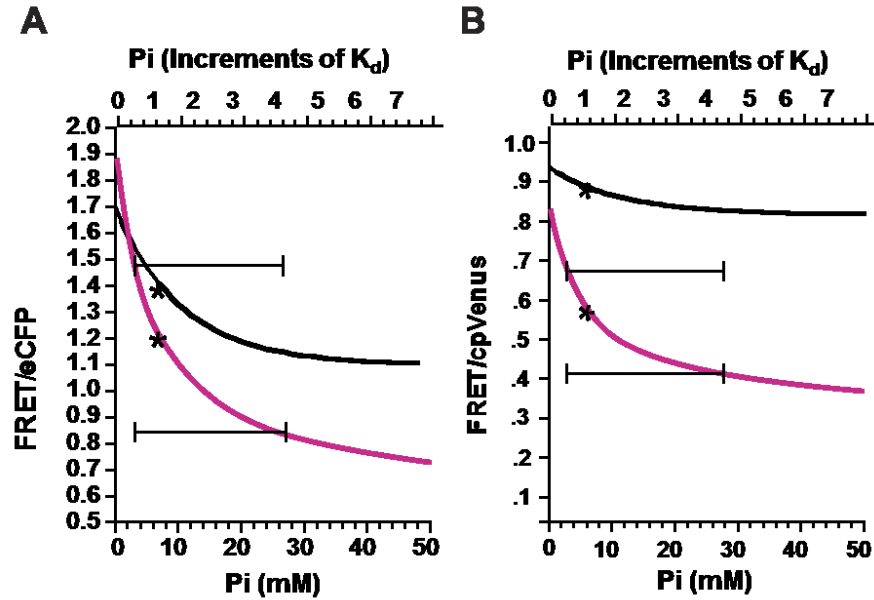 A
Pi (Increments of Kd)
0 1 2 3 4 5 6 7
2.0
1.9
1.8
1.7
1.6
1.5
1.4
1.3
1.2
1.1
1.0
0.9
0.8
0.7
0.6
0.5
FRET/eCFP
0 10 20 30 40 50
Pi (mM)
B
Pi (Increments of Kd)
0 1 2 3 4 5 6 7
1.0
.9
.8
.7
.6
.5
.4
.3
.2
.1
FRET/cpVenus
0 10 20 30 40 50
Pi (mM)